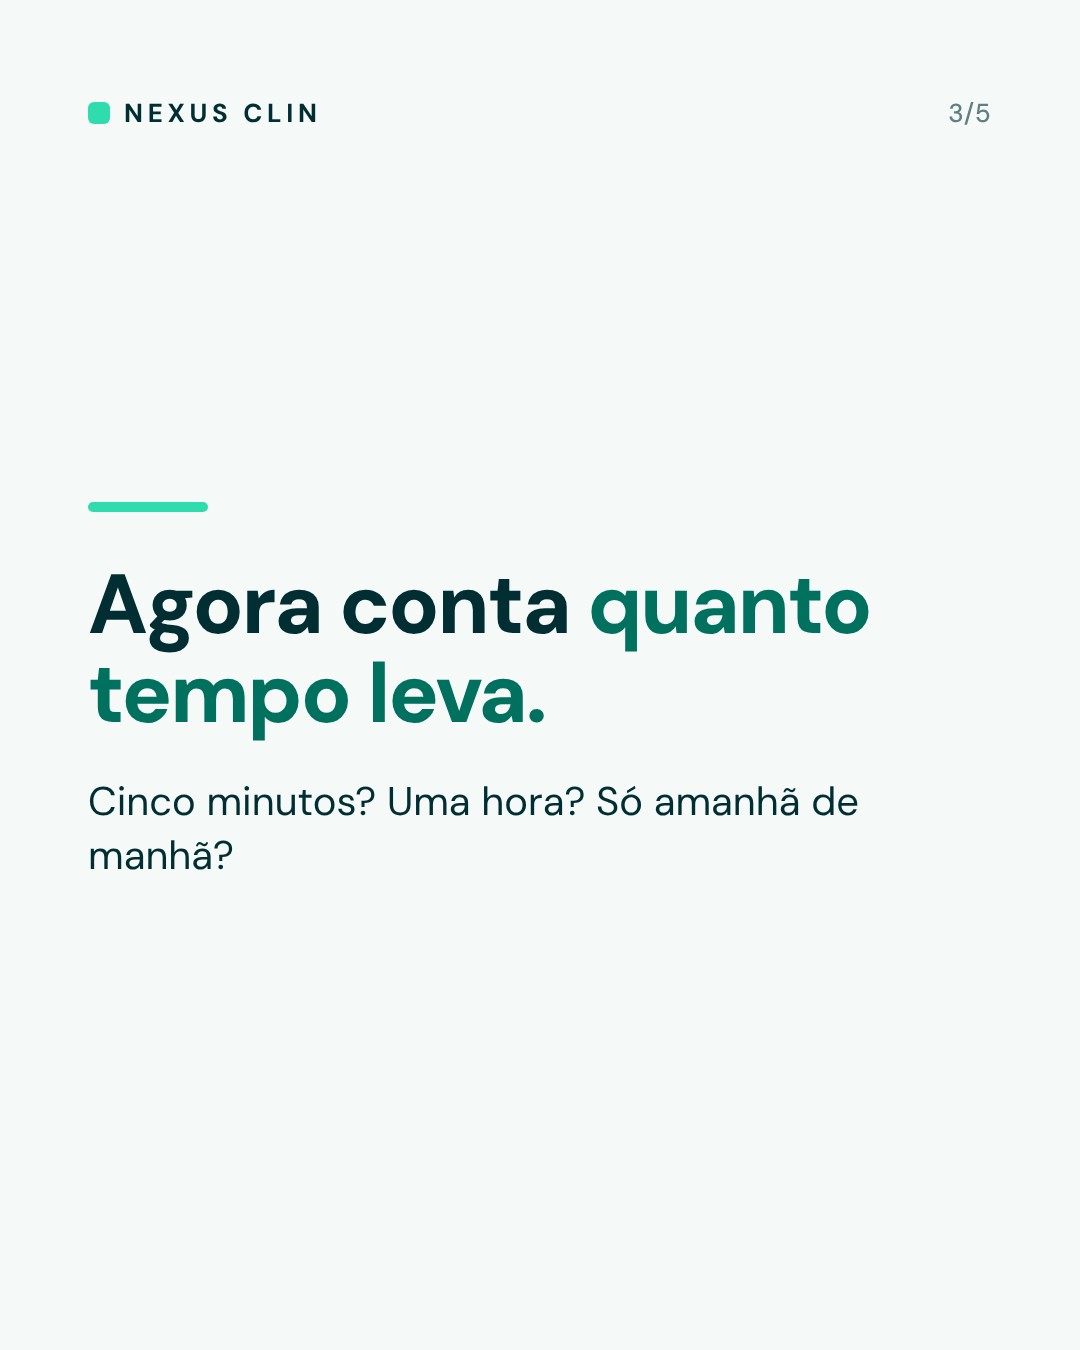 NEXUS CLIN
3/5
Agora conta quanto
tempo leva.
Cinco minutos? Uma hora? Só amanhã de
manhã?